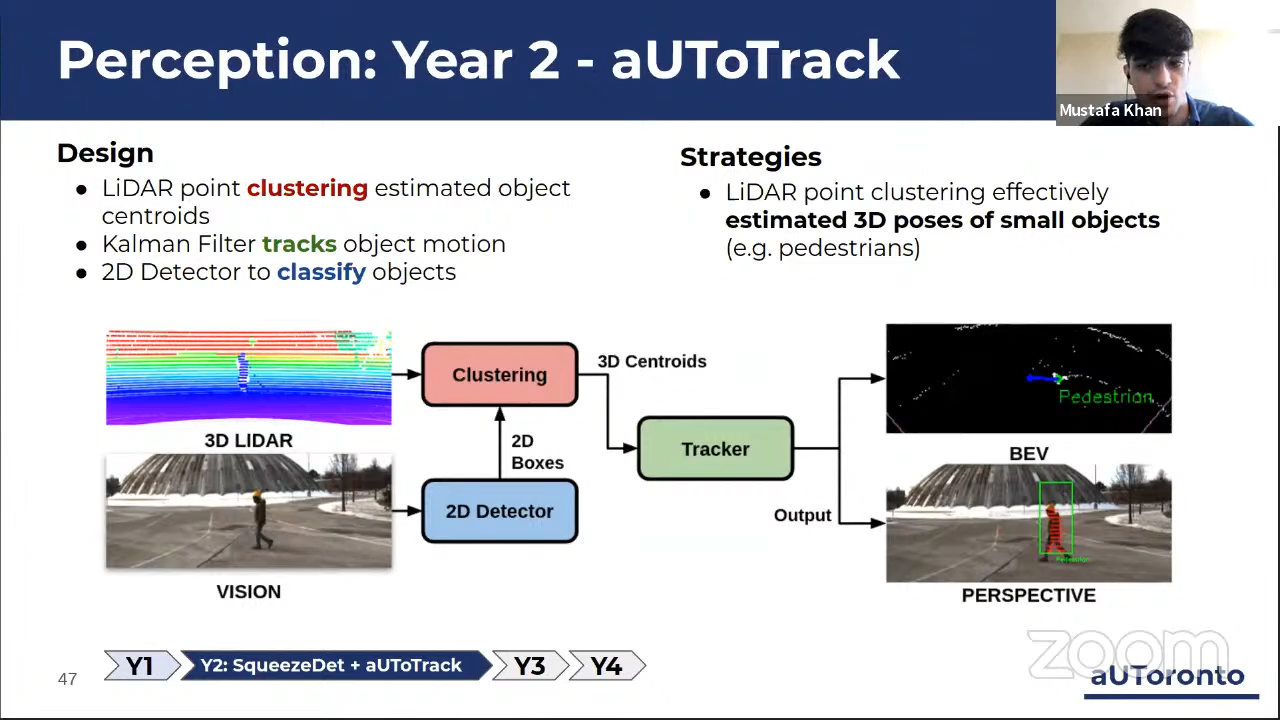 Perception: Year 2 - aUToTrack
Mustafa Khan
Design
● LiDAR point clustering estimated object
centroids
● Kalman Filter tracks object motion
● 2D Detector to classify objects
Strategies
● LiDAR point clustering effectively
estimated 3D poses of small objects
(e.g. pedestrians)
3D LIDAR
VISION
Clustering
2D
Boxes
2D Detector
3D Centroids
Tracker
Output
Pedestrian
BEV
Pedestrian
PERSPECTIVE
Y1
Y2: SqueezeDet + aUToTrack
Y3
Y4
47
zoom
aUToronto